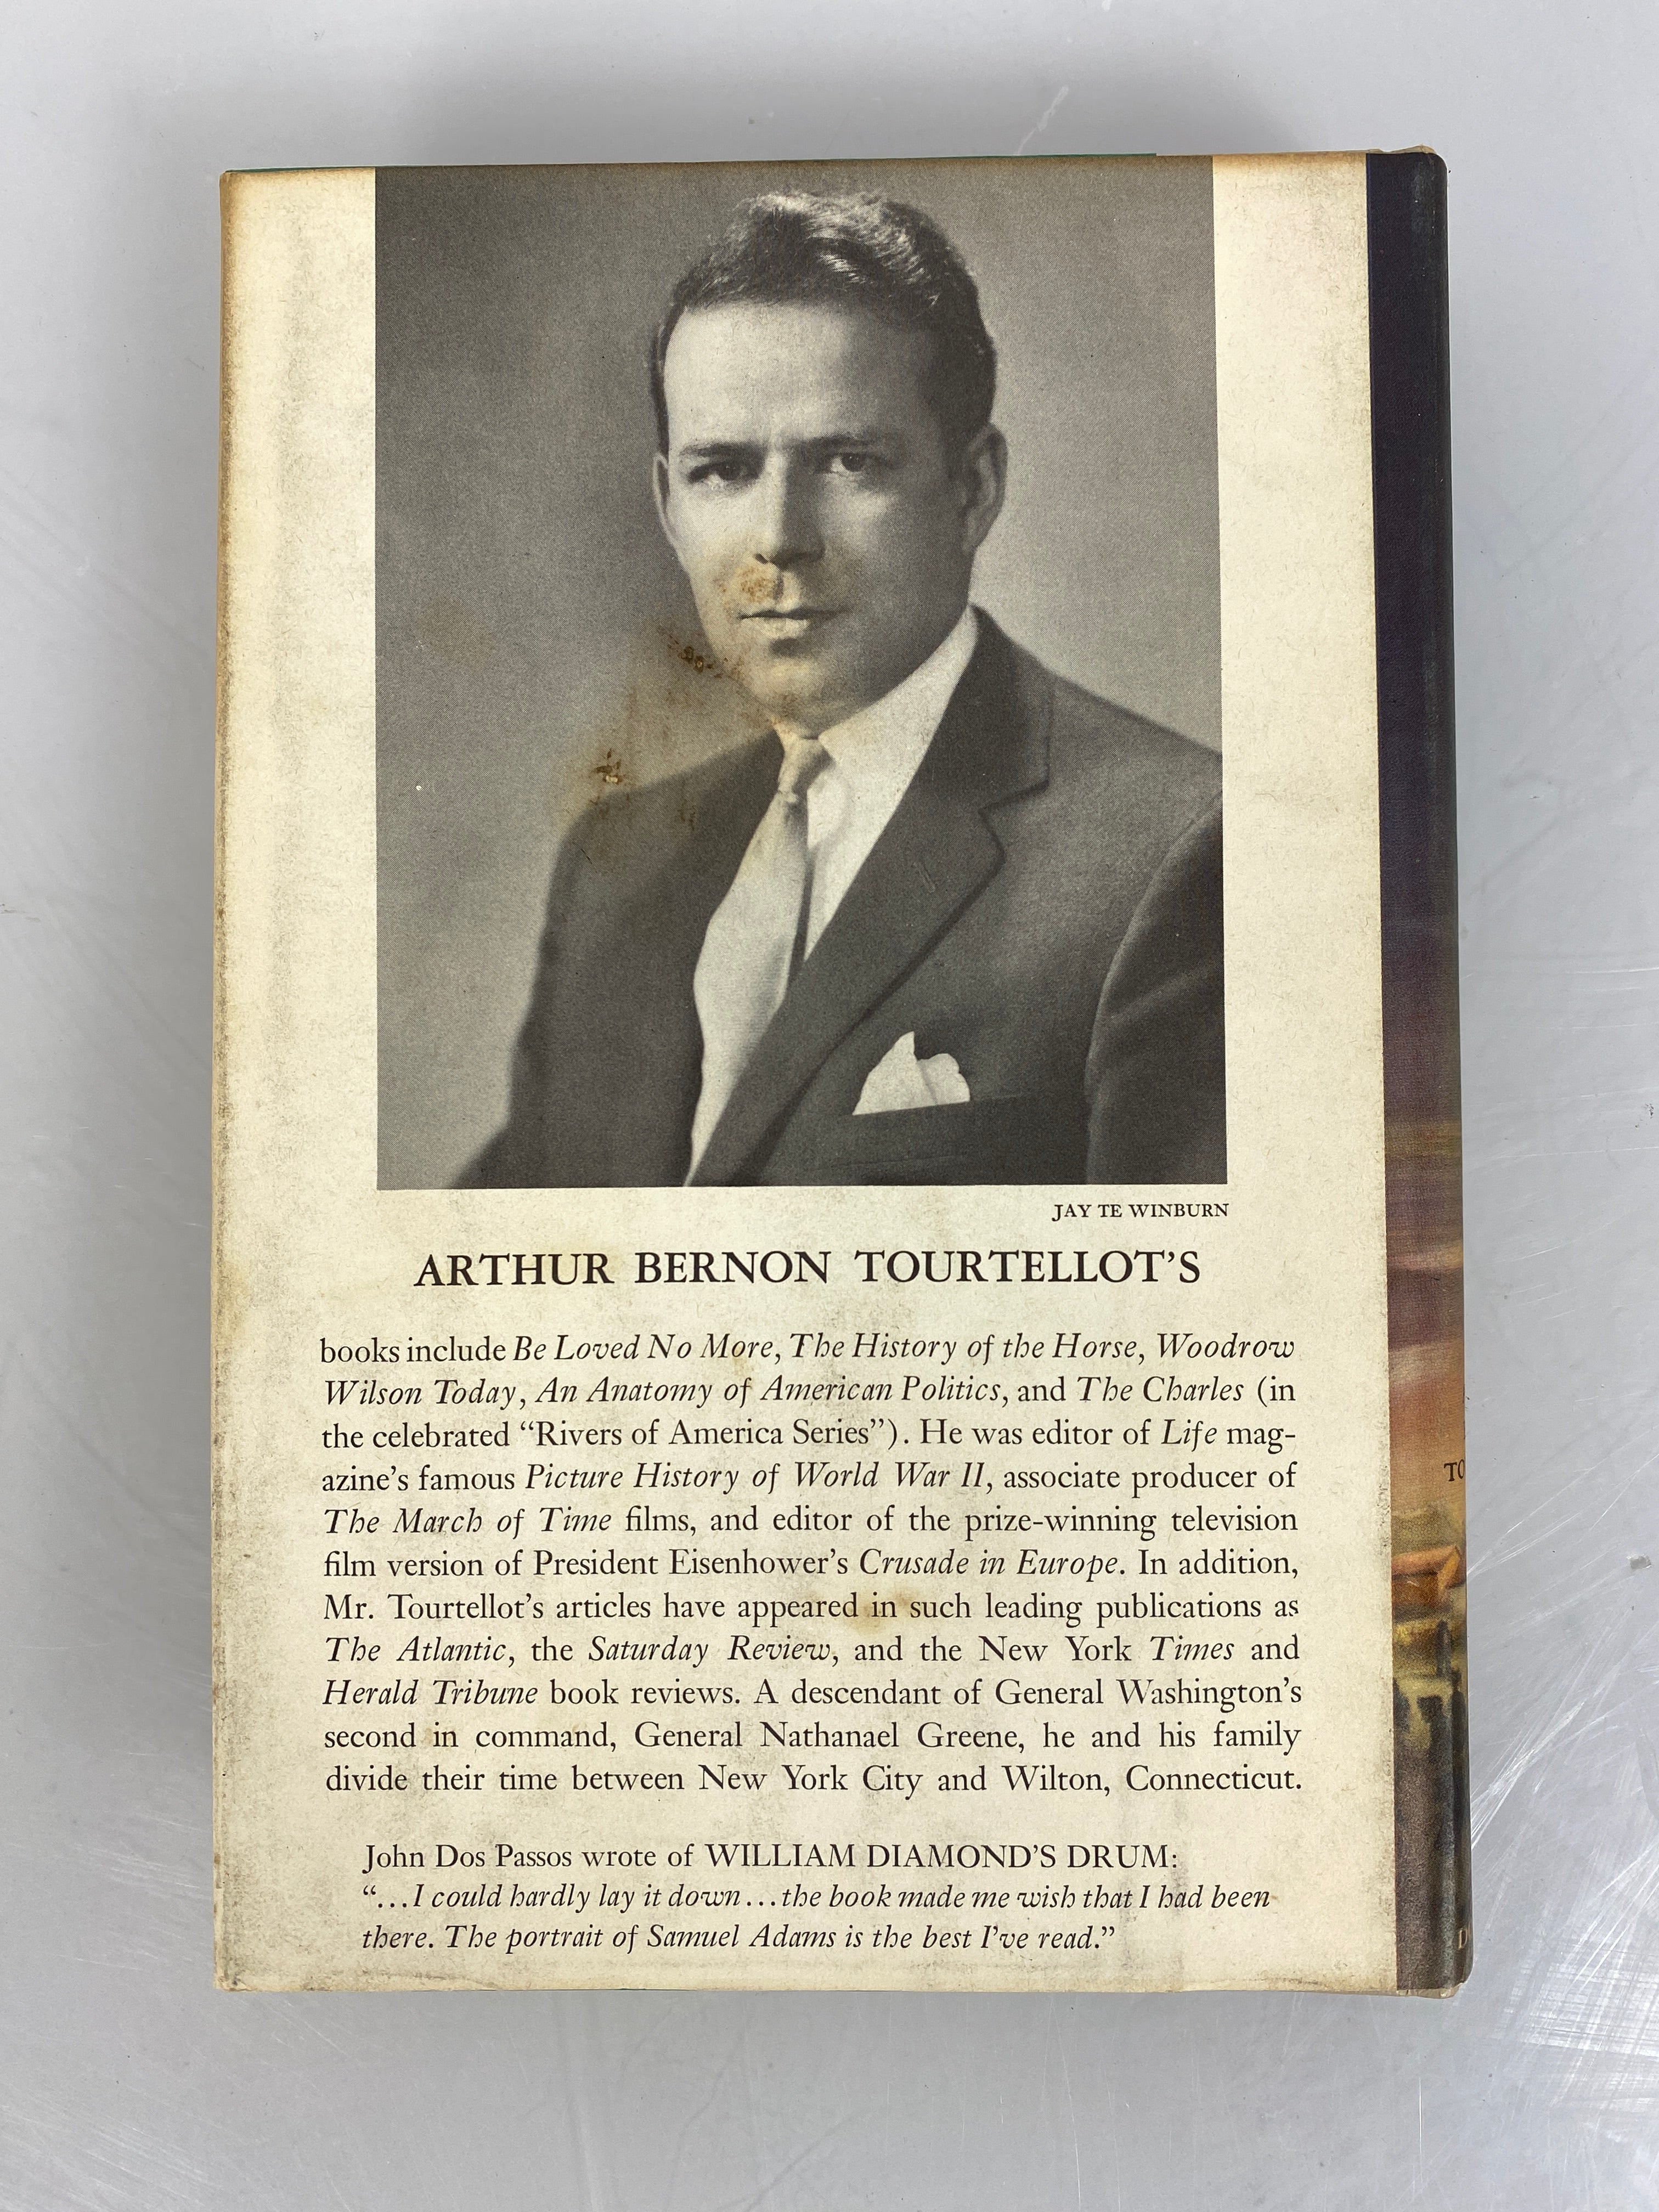 JAY TE WINBURN
ARTHUR BERNON TOURTELLOT'S
books include Be Loved No More, The History of the Horse, Woodrow
Wilson Today, An Anatomy of American Politics, and The Charles (in
the celebrated “Rivers of America Series”). He was editor of Life mag-
azine's famous Picture History of World War II, associate producer of
The March of Time films, and editor of the prize-winning television
film version of President Eisenhower's Crusade in Europe. In addition,
Mr. Tourtellot's articles have appeared in such leading publications as
The Atlantic, the Saturday Review, and the New York Times and
Herald Tribune book reviews. A descendant of General Washington's
second in command, General Nathanael Greene, he and his family
divide their time between New York City and Wilton, Connecticut.
John Dos Passos wrote of WILLIAM DIAMOND'S DRUM:
“...I could hardly lay it down...the book made me wish that I had been
there. The portrait of Samuel Adams is the best I've read.”
TO
D